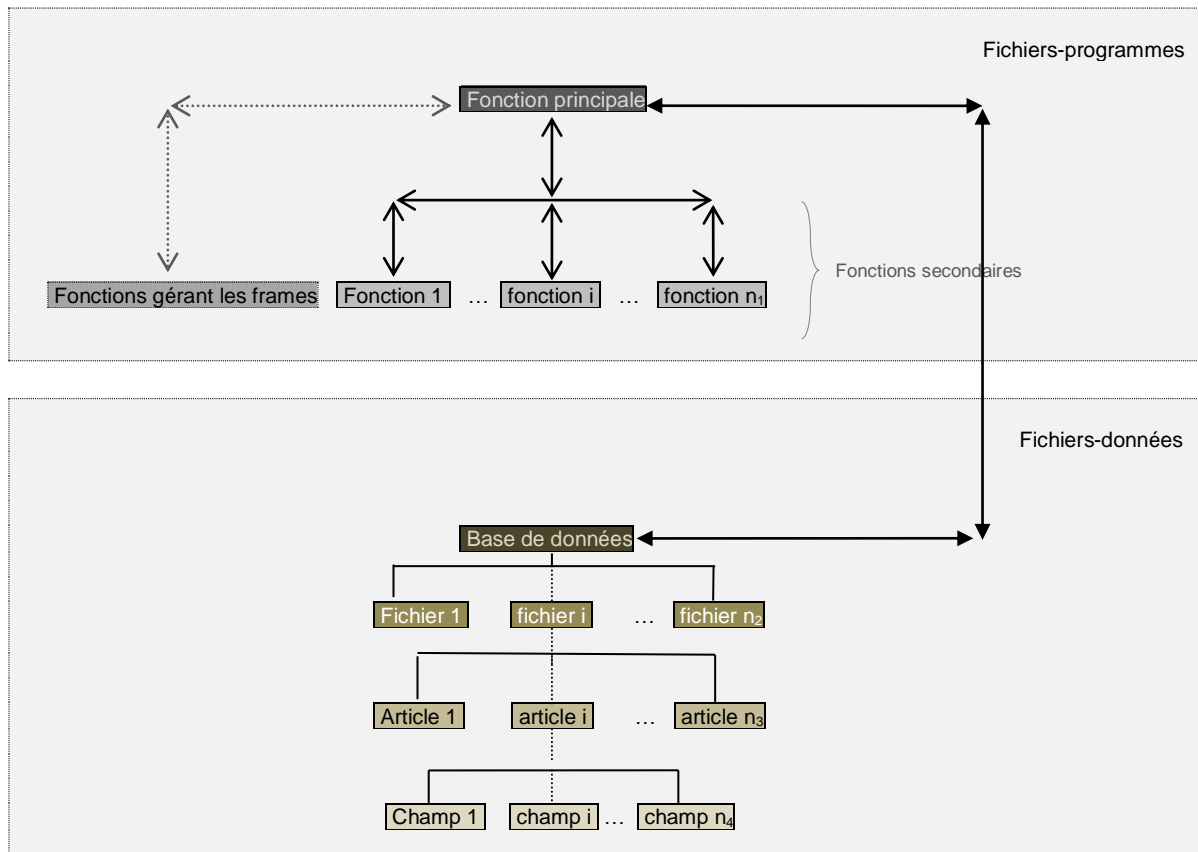 Fichiers-programmes
Fonction principale
Fonctions secondaires
Fonctions gérant les frames Fonction 1 … fonction i … fonction n₁
Fichiers-données
Base de données
Fichier 1 fichier i … fichier n₂
Article 1 article i … article n₃
Champ 1 champ i … champ n₄